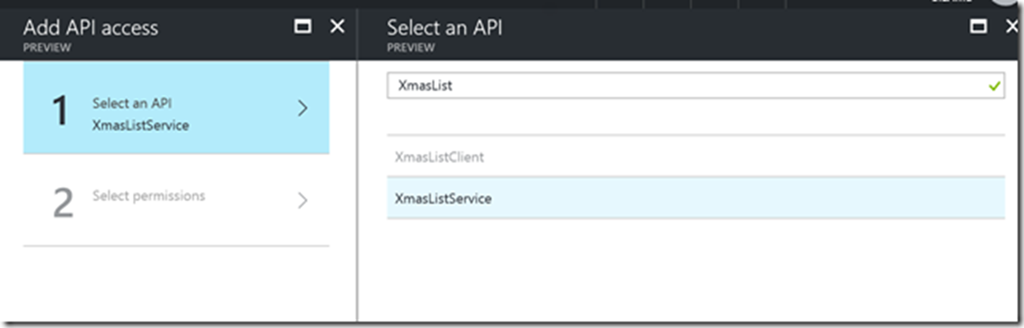 Add API access
PREVIEW
1
Select an API
XmasListService
2
Select permissions
Select an API
PREVIEW
XmasList
XmasListClient
XmasListService